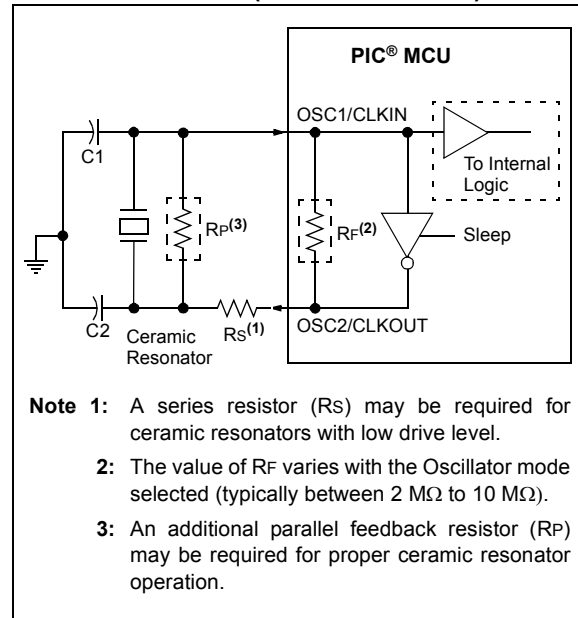 PIC® MCU
OSC1/CLKIN
C1
To Internal
Logic
RP(3)
RF(2)
Sleep
C2
Ceramic
Resonator
RS(1)
OSC2/CLKOUT
Note 1: A series resistor (RS) may be required for
ceramic resonators with low drive level.
2: The value of RF varies with the Oscillator mode
selected (typically between 2 MΩ to 10 MΩ).
3: An additional parallel feedback resistor (RP)
may be required for proper ceramic resonator
operation.